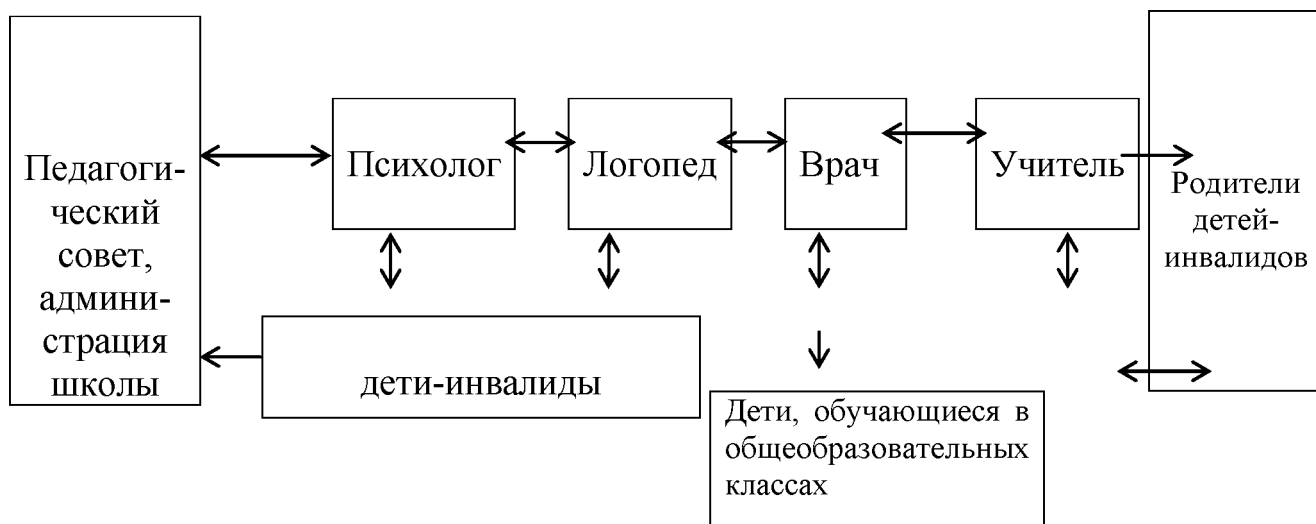 Педагоги-
ческий
совет,
админи-
страция
школы
Психолог
Логопед
Врач
Учитель
Родители
детей-
инвалидов
дети-инвалиды
Дети, обучающиеся в
общеобразовательных
классах